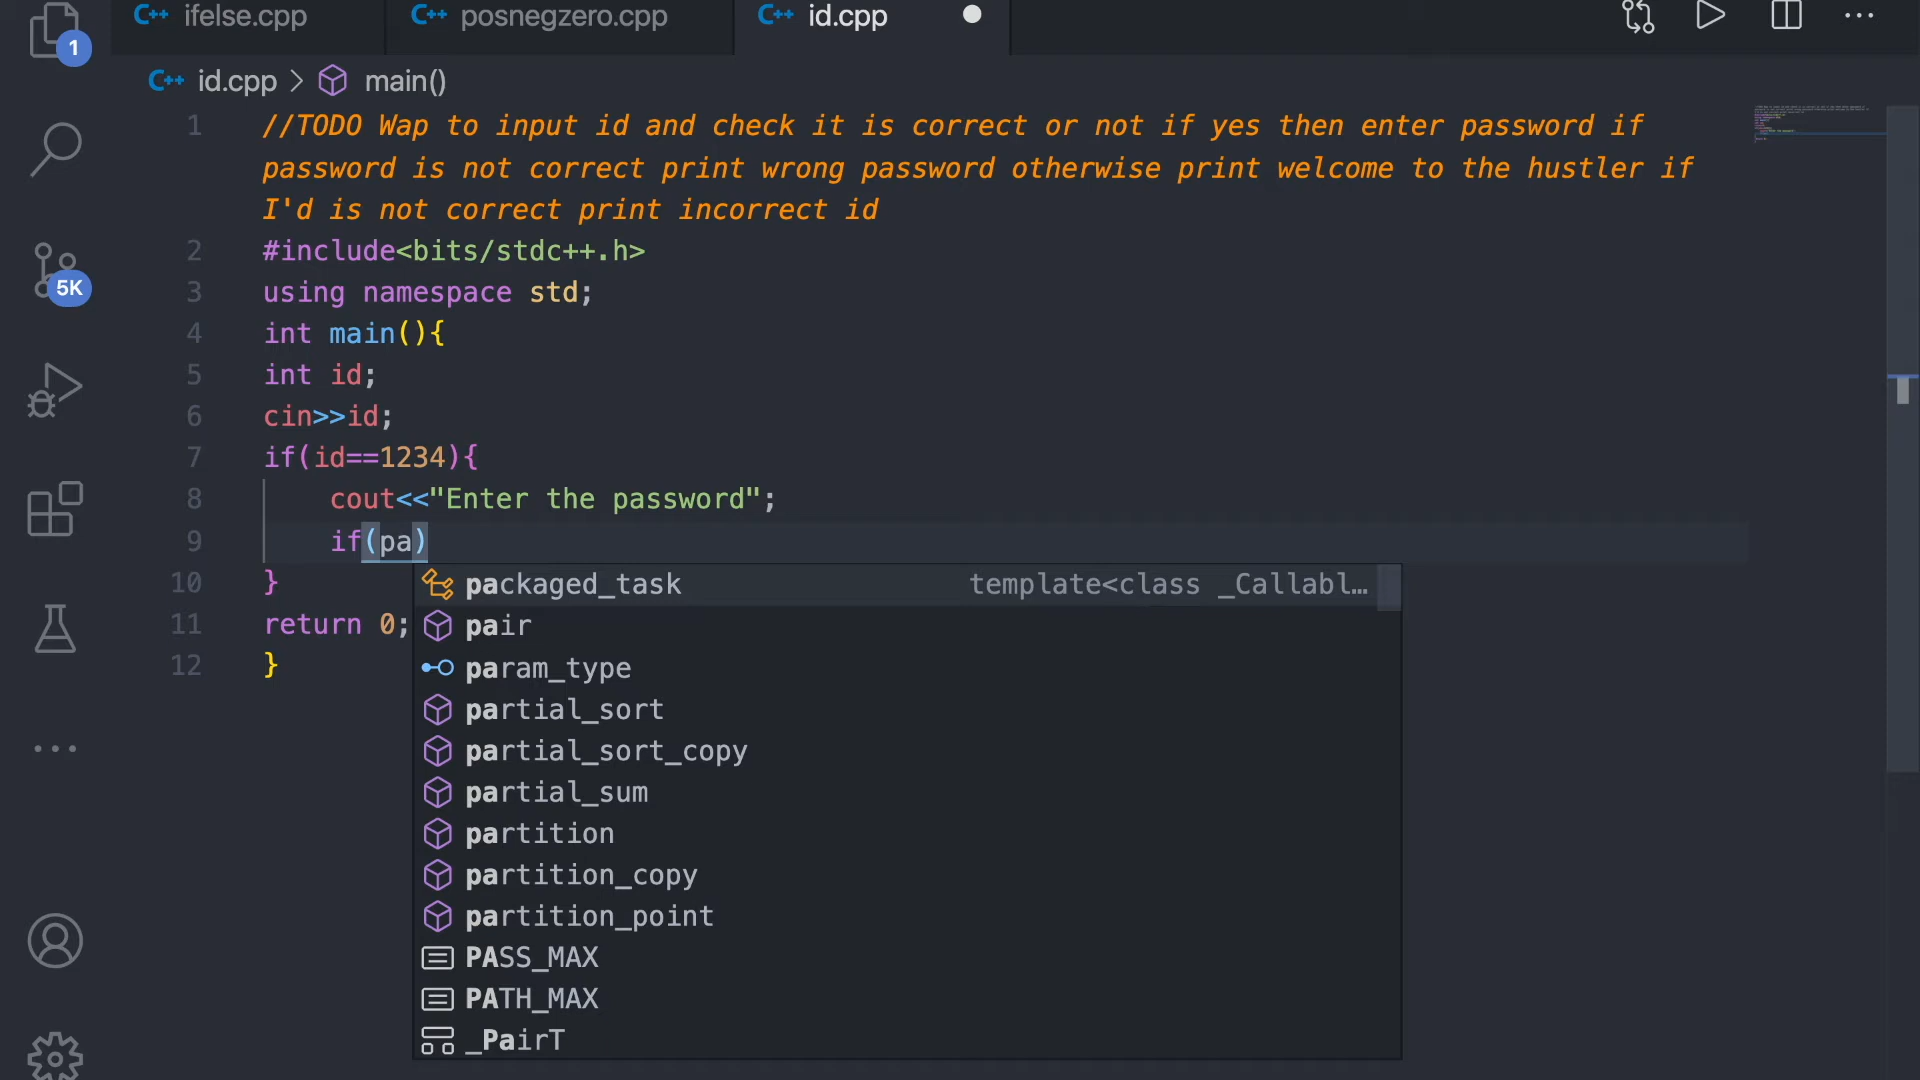 C++ ifelse.cpp C++ posnegzero.cpp C++ id.cpp
1
C++ id.cpp > main()
1 //TODO Wap to input id and check it is correct or not if yes then enter password if
password is not correct print wrong password otherwise print welcome to the hustler if
I'd is not correct print incorrect id
2 #include<bits/stdc++.h>
5K
3 using namespace std;
4 int main(){
5 int id;
6 cin>>id;
7 if(id==1234){
8 cout<<"Enter the password";
9 if(pa)
10 }
11 return 0;
12 }
packaged_task template<class _Callabl…
pair
param_type
partial_sort
partial_sort_copy
partial_sum
partition
partition_copy
partition_point
PASS_MAX
PATH_MAX
_PairT